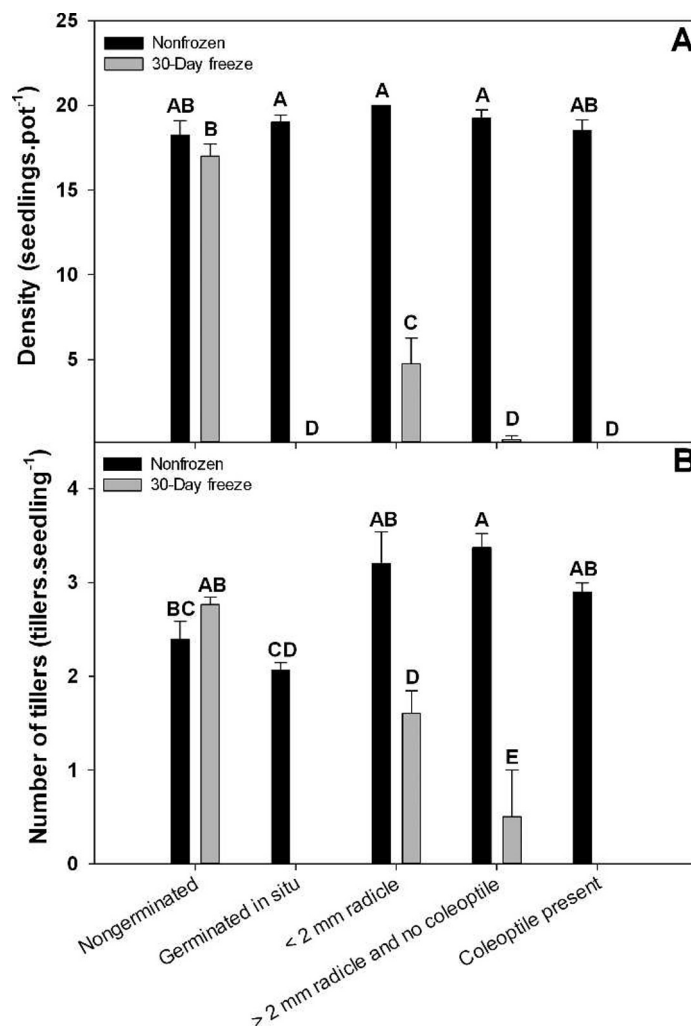 25
A
Nonfrozen
30-Day freeze
AB
B
A
A
A
AB
20
15
10
5
C
D
D
D
Density (seedlings.pot-1)
B
Nonfrozen
30-Day freeze
4
3
2
1
0
BC
AB
CD
AB
D
A
E
AB
Number of tillers (tillers.seedling-1)
Nongerminated
Germinated in situ
< 2 mm radicle
> 2 mm radicle and no coleoptile
Coleoptile present